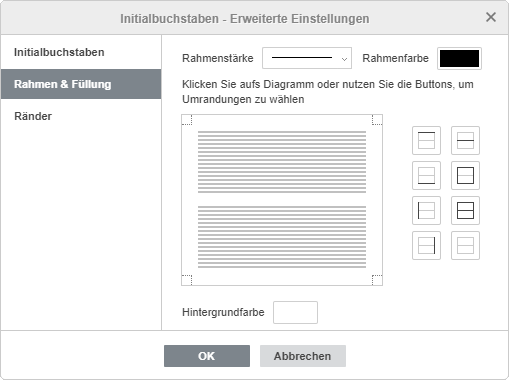 Initialbuchstaben - Erweiterte Einstellungen
Initialbuchstaben
Rahmen & Füllung
Ränder
Rahmenstärke
Rahmenfarbe
Klicken Sie aufs Diagramm oder nutzen Sie die Buttons, um
Umrandungen zu wählen
Hintergrundfarbe
OK
Abbrechen